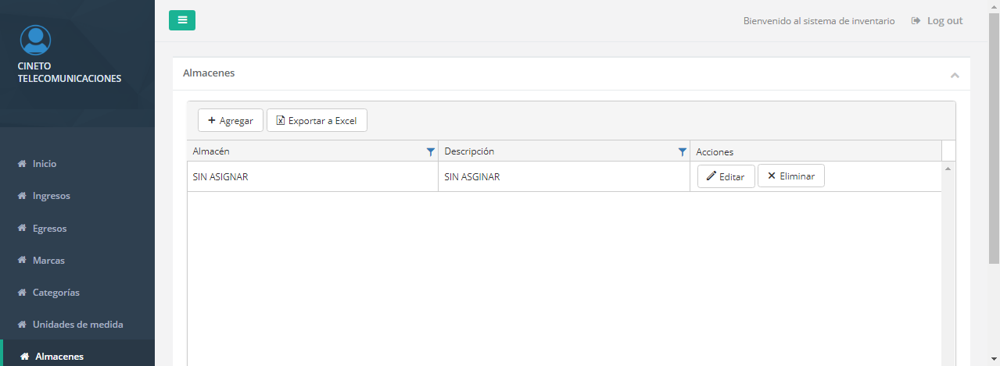 CINETO
TELECOMUNICACIONES
Inicio
Ingresos
Egresos
Marcas
Categorías
Unidades de medida
Almacenes
Bienvenido al sistema de inventario Log out
Almacenes
Agregar Exportar a Excel
Almacén Descripción Acciones
SIN ASIGNAR SIN ASGINAR Editar Eliminar